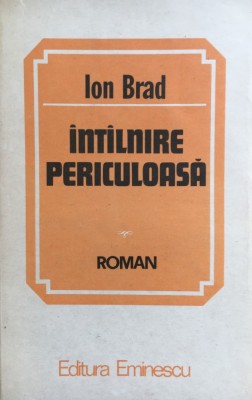 Ion Brad
ÎNTÎLNIRE
PERICULOASĂ
ROMAN
Editura Eminescu